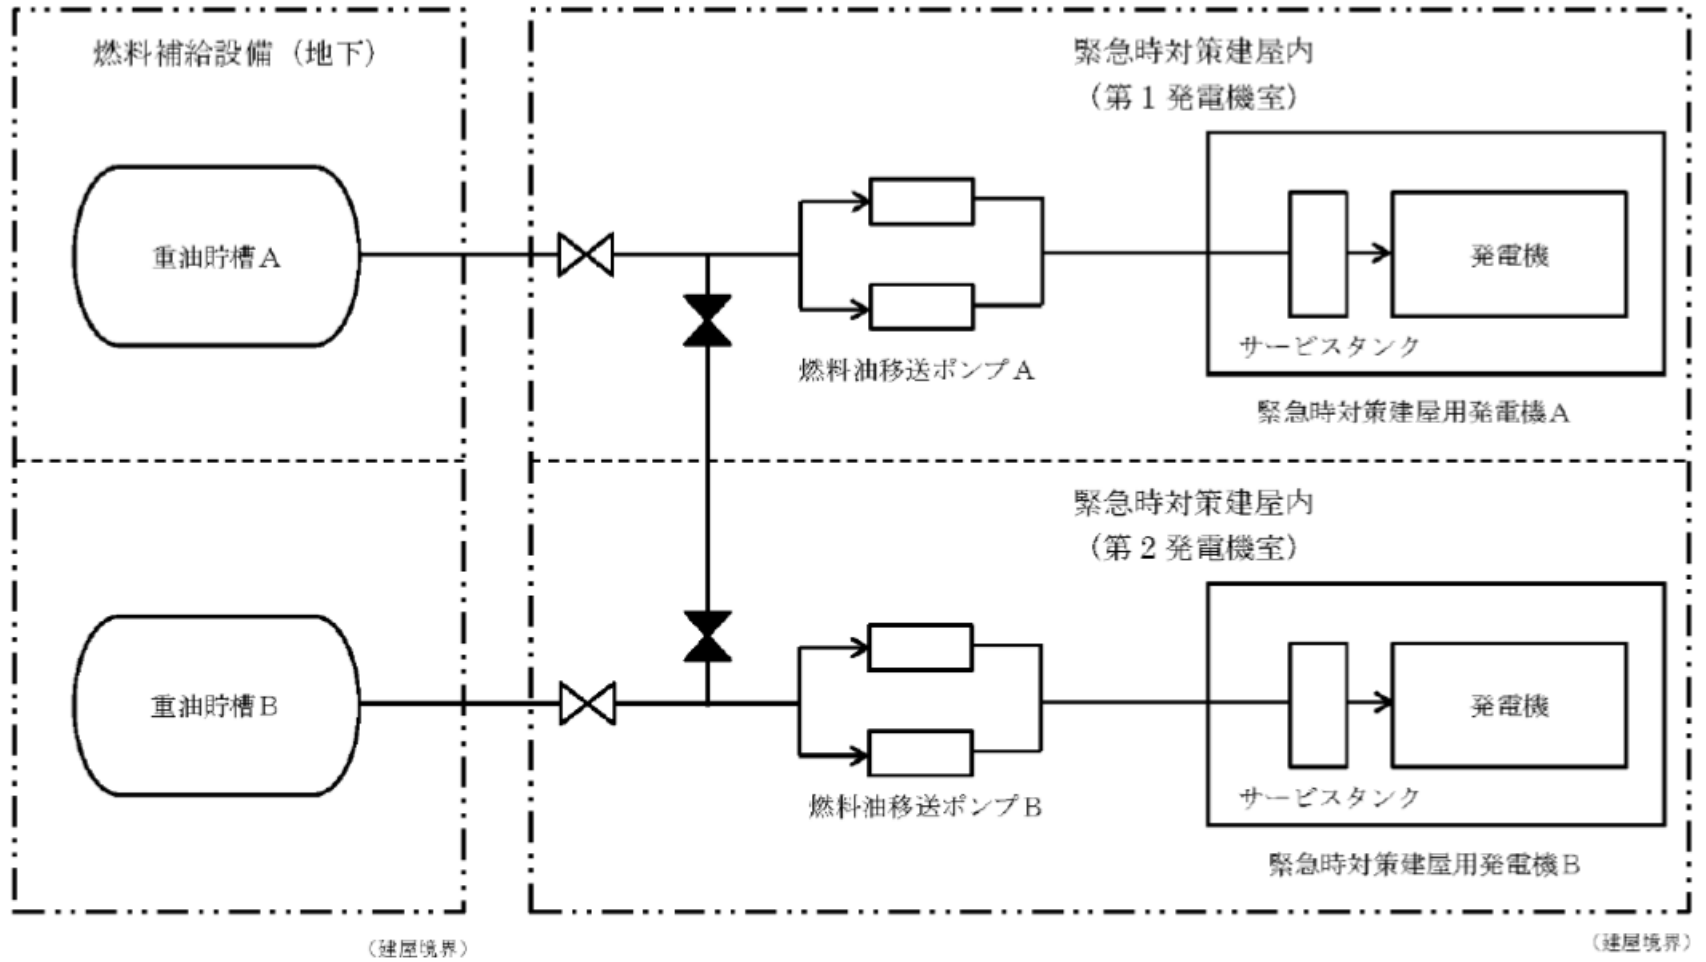 燃料補給設備（地下）
緊急時対策建屋内
（第1発電機室）
重油貯槽A
発電機
サービスタンク
燃料油移送ポンプA
緊急時対策建屋用発電機A
緊急時対策建屋内
（第2発電機室）
重油貯槽B
発電機
サービスタンク
燃料油移送ポンプB
緊急時対策建屋用発電機B
（建屋境界）
（建屋境界）